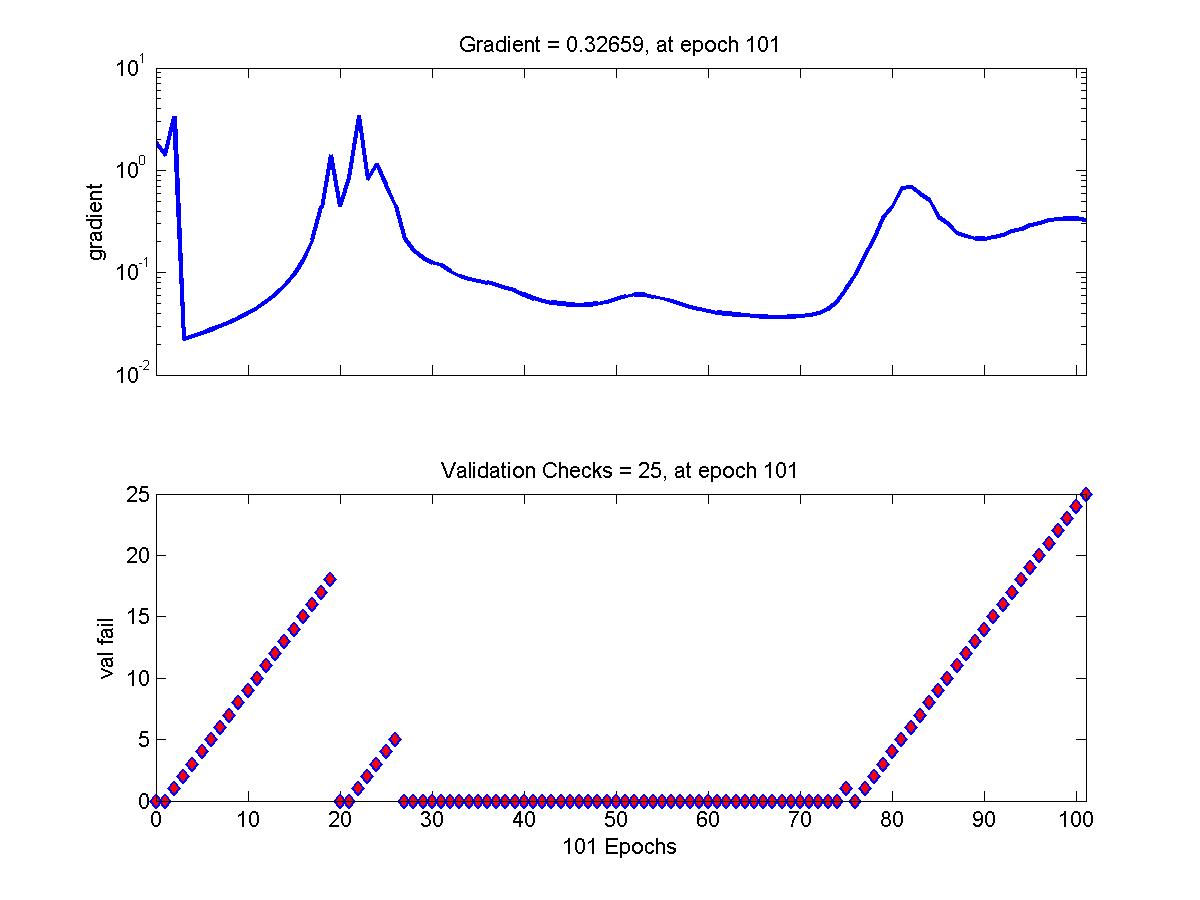 Gradient = 0.32659, at epoch 101
10^1
10^0
10^-1
10^-2
gradient
Validation Checks = 25, at epoch 101
25
20
15
10
5
0
val fail
0 10 20 30 40 50 60 70 80 90 100
101 Epochs